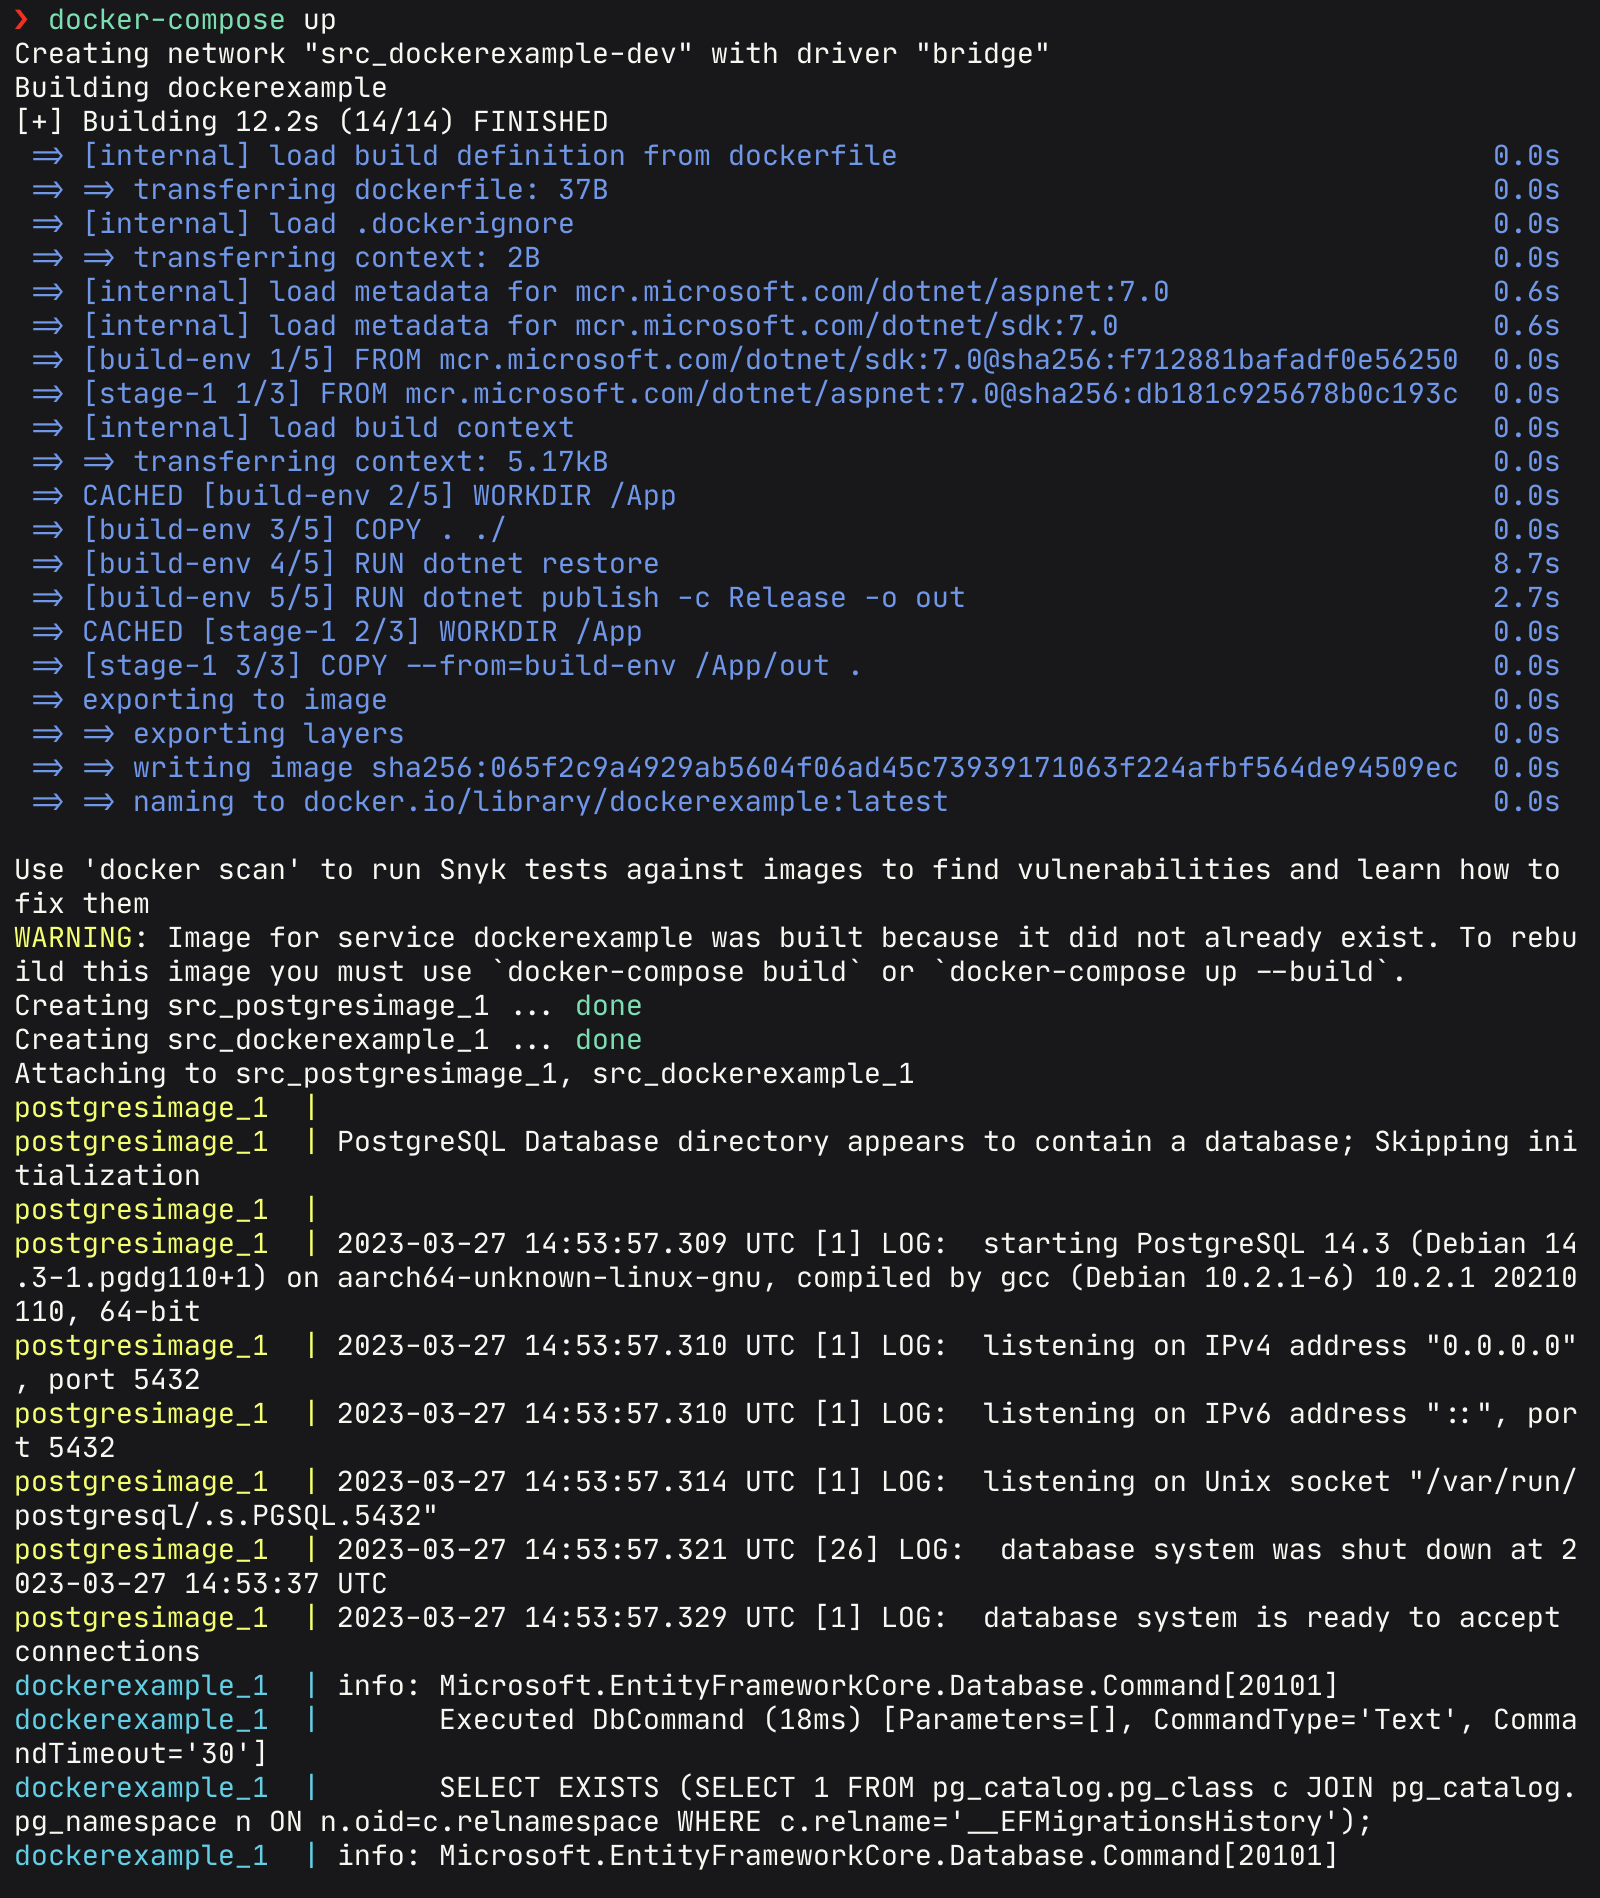 ❯ docker-compose up
Creating network "src_dockerexample-dev" with driver "bridge"
Building dockerexample
[+] Building 12.2s (14/14) FINISHED
 => [internal] load build definition from dockerfile 0.0s
 => => transferring dockerfile: 37B 0.0s
 => [internal] load .dockerignore 0.0s
 => => transferring context: 2B 0.0s
 => [internal] load metadata for mcr.microsoft.com/dotnet/aspnet:7.0 0.6s
 => [internal] load metadata for mcr.microsoft.com/dotnet/sdk:7.0 0.6s
 => [build-env 1/5] FROM mcr.microsoft.com/dotnet/sdk:7.0@sha256:f712881bafadf0e56250 0.0s
 => [stage-1 1/3] FROM mcr.microsoft.com/dotnet/aspnet:7.0@sha256:db181c925678b0c193c 0.0s
 => [internal] load build context 0.0s
 => => transferring context: 5.17kB 0.0s
 => CACHED [build-env 2/5] WORKDIR /App 0.0s
 => [build-env 3/5] COPY . ./ 0.0s
 => [build-env 4/5] RUN dotnet restore 8.7s
 => [build-env 5/5] RUN dotnet publish -c Release -o out 2.7s
 => CACHED [stage-1 2/3] WORKDIR /App 0.0s
 => [stage-1 3/3] COPY --from=build-env /App/out . 0.0s
 => exporting to image 0.0s
 => => exporting layers 0.0s
 => => writing image sha256:065f2c9a4929ab5604f06ad45c73939171063f224afbf564de94509ec 0.0s
 => => naming to docker.io/library/dockerexample:latest 0.0s
Use 'docker scan' to run Snyk tests against images to find vulnerabilities and learn how to
fix them
WARNING: Image for service dockerexample was built because it did not already exist. To rebu
ild this image you must use `docker-compose build` or `docker-compose up --build`.
Creating src_postgresimage_1 ... done
Creating src_dockerexample_1 ... done
Attaching to src_postgresimage_1, src_dockerexample_1
postgresimage_1  |
postgresimage_1  | PostgreSQL Database directory appears to contain a database; Skipping ini
tialization
postgresimage_1  |
postgresimage_1  | 2023-03-27 14:53:57.309 UTC [1] LOG:  starting PostgreSQL 14.3 (Debian 14
.3-1.pgdg110+1) on aarch64-unknown-linux-gnu, compiled by gcc (Debian 10.2.1-6) 10.2.1 20210
110, 64-bit
postgresimage_1  | 2023-03-27 14:53:57.310 UTC [1] LOG:  listening on IPv4 address "0.0.0.0"
, port 5432
postgresimage_1  | 2023-03-27 14:53:57.310 UTC [1] LOG:  listening on IPv6 address "::", por
t 5432
postgresimage_1  | 2023-03-27 14:53:57.314 UTC [1] LOG:  listening on Unix socket "/var/run/
postgresql/.s.PGSQL.5432"
postgresimage_1  | 2023-03-27 14:53:57.321 UTC [26] LOG:  database system was shut down at 2
023-03-27 14:53:37 UTC
postgresimage_1  | 2023-03-27 14:53:57.329 UTC [1] LOG:  database system is ready to accept
connections
dockerexample_1  | info: Microsoft.EntityFrameworkCore.Database.Command[20101]
dockerexample_1  |       Executed DbCommand (18ms) [Parameters=[], CommandType='Text', Comma
ndTimeout='30']
dockerexample_1  |       SELECT EXISTS (SELECT 1 FROM pg_catalog.pg_class c JOIN pg_catalog.
pg_namespace n ON n.oid=c.relnamespace WHERE c.relname='__EFMigrationsHistory');
dockerexample_1  | info: Microsoft.EntityFrameworkCore.Database.Command[20101]